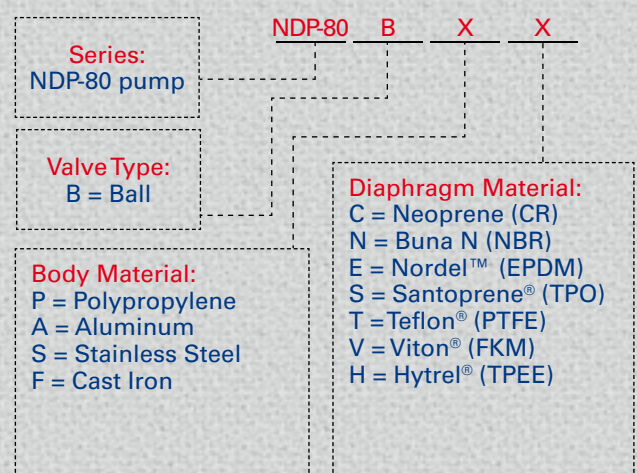 NDP-80 B X X
Series:
NDP-80 pump
Valve Type:
B = Ball
Body Material:
P = Polypropylene
A = Aluminum
S = Stainless Steel
F = Cast Iron
Diaphragm Material:
C = Neoprene (CR)
N = Buna N (NBR)
E = Nordel™ (EPDM)
S = Santoprene® (TPO)
T = Teflon® (PTFE)
V = Viton® (FKM)
H = Hytrel® (TPEE)